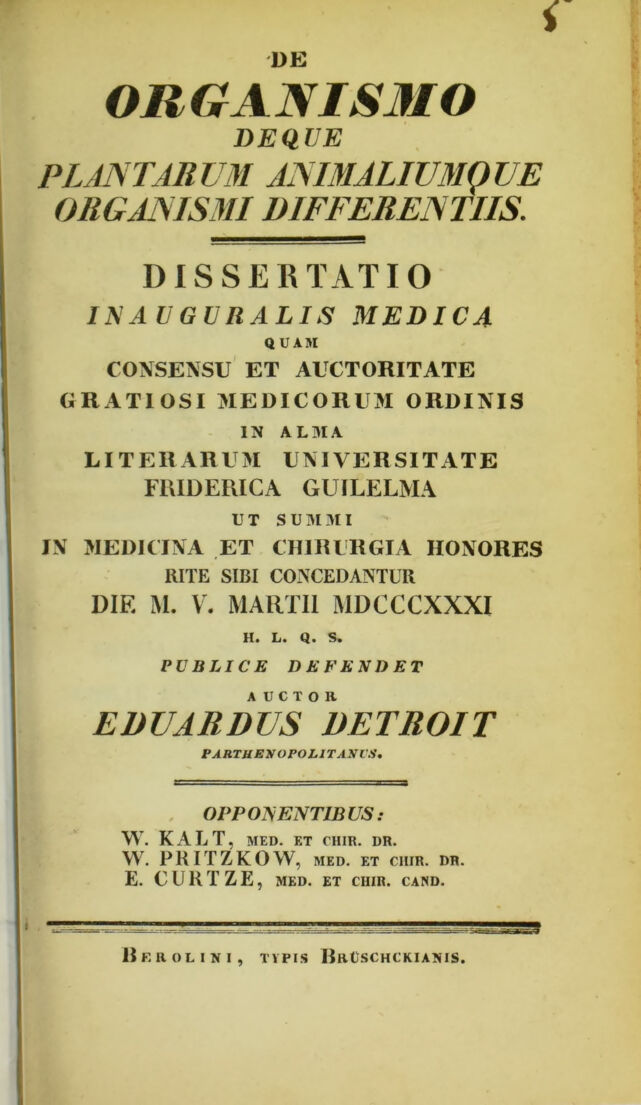 DE
ORGANISMO
DEQUE
PLANTARUM ANIMALIUMQUE
ORGANISMI DIFFERENTIIS.
DISSERTATIO
INAUGURALIS MEDICA
QUAM
CONSENSU ET AUCTORITATE
GRATIOSI MEDICORUM ORDINIS
IN ALMA
LITERARUM UNIVERSITATE
FRIDERICA GUILELMA
UT SUMMI
IN MEDICINA ET CHIRURGIA HONORES
RITE SIBI CONCEDANTUR
DIE M. V. MARTII MDCCCXXXI
H. L. Q. S.
PUBLICE DEFENDET
AUCTOR
EDUARDUS DETROIT
PARTHENOPOLITANUS.
OPPONENTIBUS:
W. KALT, MED. ET CHIR. DR.
W. PRITZKOW, MED. ET CHIR. DR.
E. CURTZE, MED. ET CHIR. CAND.
BEROLINI, TYPIS BRÜSCHCKIANIS.